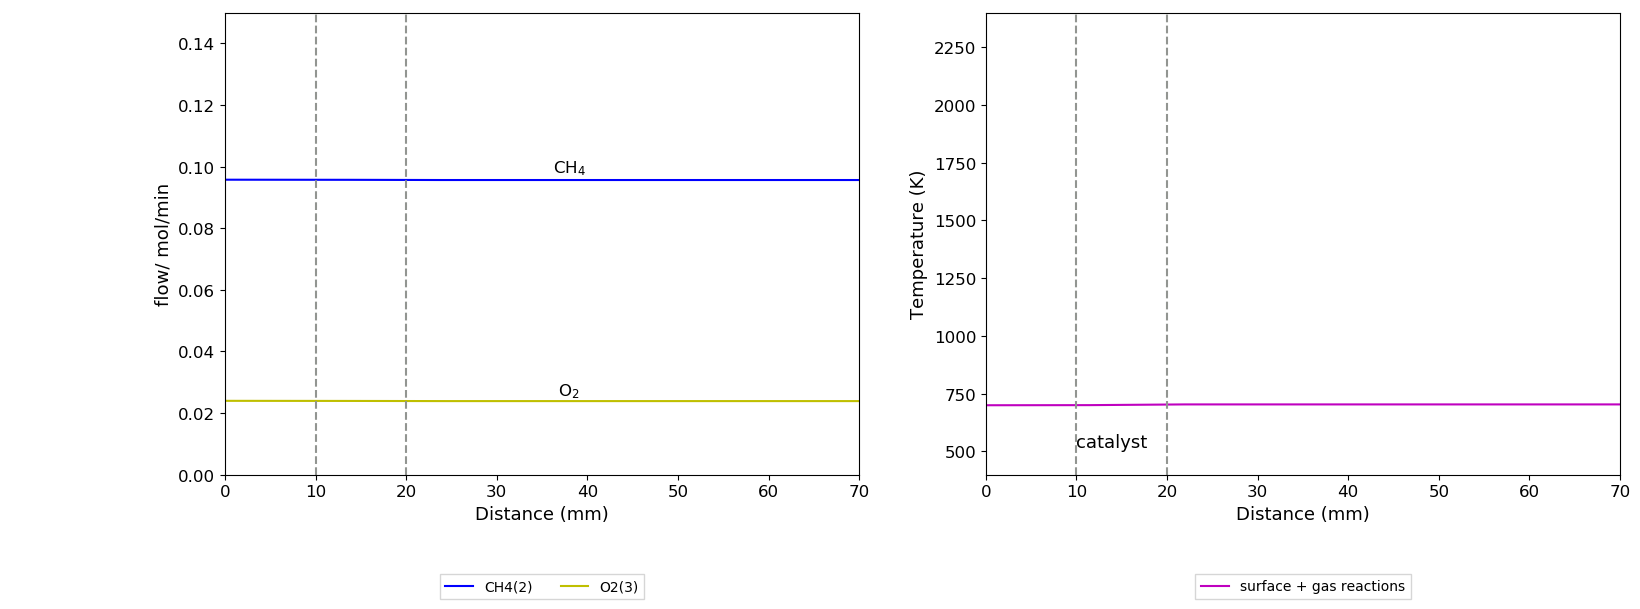 0.14
0.12
0.10
0.08
0.06
0.04
0.02
0.00
flow/ mol/min
CH₄
O₂
0 10 20 30 40 50 60 70
Distance (mm)
CH4(2) O2(3)
2250
2000
1750
1500
1250
1000
750
500
Temperature (K)
catalyst
0 10 20 30 40 50 60 70
Distance (mm)
surface + gas reactions